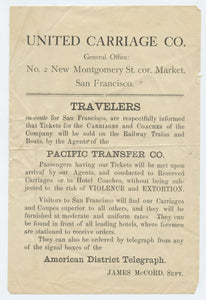 UNITED CARRIAGE CO.
General Office:
No. 2 New Montgomery St. cor. Market,
San Francisco.
TRAVELERS
en-route for San Francisco, are respectfully informed
that Tickets for the CARRIAGES and COACHES of the
Company will be sold on the Railway Trains and
Boats, by the Agents of the
PACIFIC TRANSFER CO.
Passengers having our Tickets will be met upon
arrival by our Agents, and conducted to Reserved
Carriages or to Hotel Coaches, without being sub-
jected to the risk of VIOLENCE and EXTORTION.
Visitors to San Francisco will find our Carriages
and Coupes superior to all others, and they will be
furnished at moderate and uniform rates. They can
be found in front of all leading hotels, where fore-
men are stationed to receive orders.
They can also be ordered by telegraph from any
of the signal boxes of the
American District Telegraph.
JAMES McCORD, SUPT.